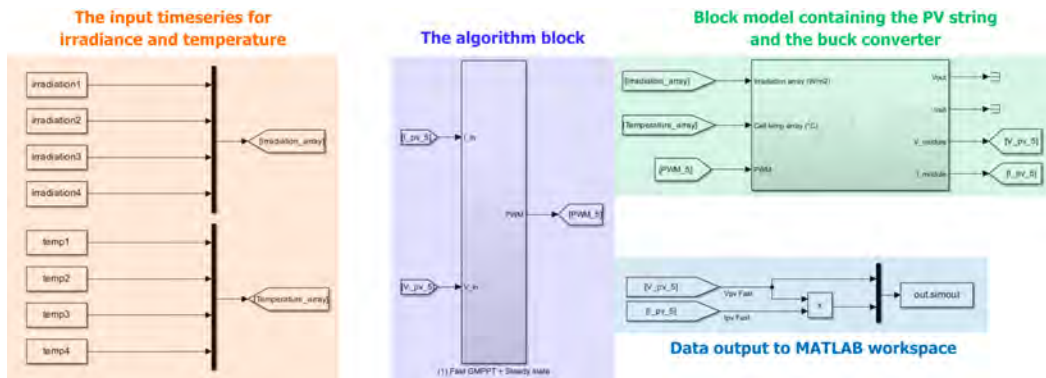 The input timeseries for
irradiance and temperature
irradiation1
irradiation2
irradiation3
irradiation4
[Irradiation_array]
temp1
temp2
temp3
temp4
[Temperature_array]
The algorithm block
[I_pv_5]
I_in
[V_pv_5]
V_in
PWM
[PWM_5]
(1) Fast GMPPT + Steady state
Block model containing the PV string
and the buck converter
[Irradiation_array]
Irradiation array (W/m2)
[Temperature_array]
Cell temp array (°C)
[PWM_5]
PWM
Vout
Iout
V_module
[V_pv_5]
I_module
[I_pv_5]
[V_pv_5]
Vpv Fast
[I_pv_5]
Ipv Fast
x
out.simout
Data output to MATLAB workspace